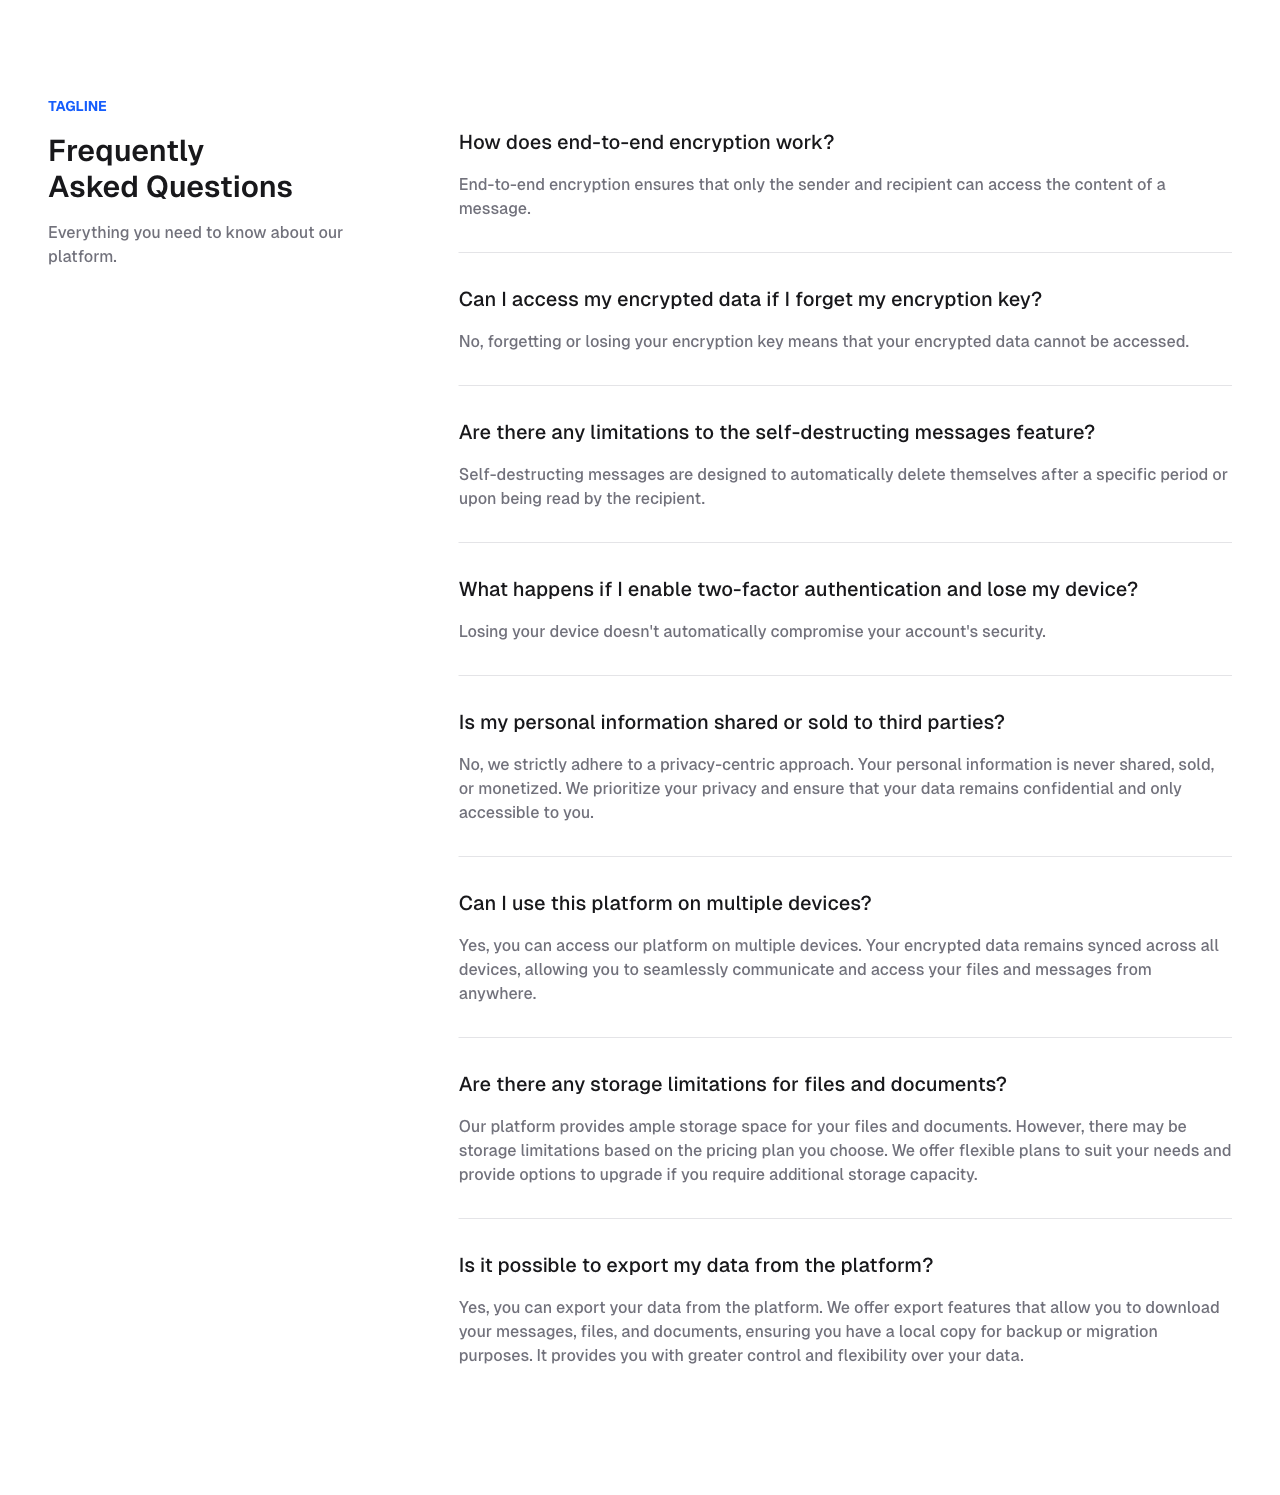 TAGLINE
Frequently
Asked Questions
Everything you need to know about our
platform.
How does end-to-end encryption work?
End-to-end encryption ensures that only the sender and recipient can access the content of a
message.
Can I access my encrypted data if I forget my encryption key?
No, forgetting or losing your encryption key means that your encrypted data cannot be accessed.
Are there any limitations to the self-destructing messages feature?
Self-destructing messages are designed to automatically delete themselves after a specific period or
upon being read by the recipient.
What happens if I enable two-factor authentication and lose my device?
Losing your device doesn't automatically compromise your account's security.
Is my personal information shared or sold to third parties?
No, we strictly adhere to a privacy-centric approach. Your personal information is never shared, sold,
or monetized. We prioritize your privacy and ensure that your data remains confidential and only
accessible to you.
Can I use this platform on multiple devices?
Yes, you can access our platform on multiple devices. Your encrypted data remains synced across all
devices, allowing you to seamlessly communicate and access your files and messages from
anywhere.
Are there any storage limitations for files and documents?
Our platform provides ample storage space for your files and documents. However, there may be
storage limitations based on the pricing plan you choose. We offer flexible plans to suit your needs and
provide options to upgrade if you require additional storage capacity.
Is it possible to export my data from the platform?
Yes, you can export your data from the platform. We offer export features that allow you to download
your messages, files, and documents, ensuring you have a local copy for backup or migration
purposes. It provides you with greater control and flexibility over your data.